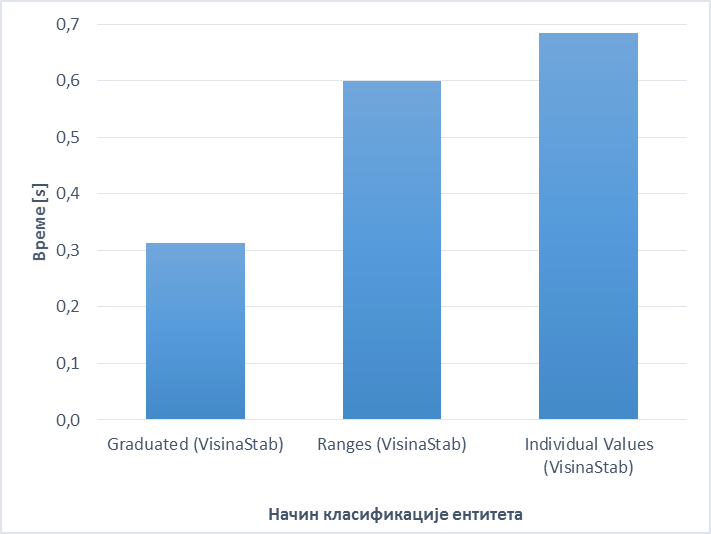 0,7
0,6
0,5
0,4
0,3
0,2
0,1
0,0
Време [s]
Graduated (VisinaStab)
Ranges (VisinaStab)
Individual Values
(VisinaStab)
Начин класификације ентитета